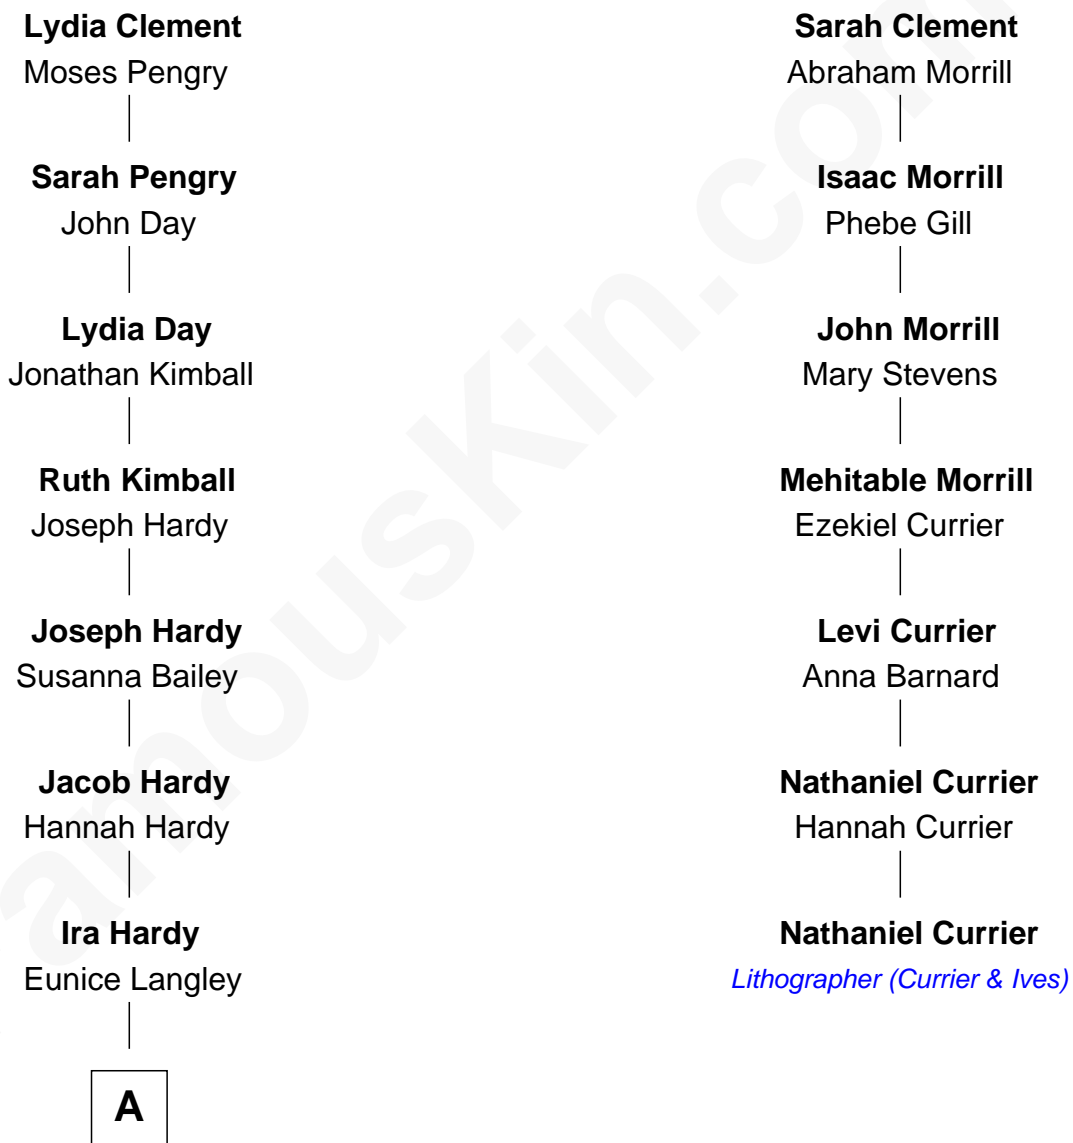 Lydia Clement
Moses Pengry
Sarah Pengry
John Day
Lydia Day
Jonathan Kimball
Ruth Kimball
Joseph Hardy
Joseph Hardy
Susanna Bailey
Jacob Hardy
Hannah Hardy
Ira Hardy
Eunice Langley
A
Sarah Clement
Abraham Morrill
Isaac Morrill
Phebe Gill
John Morrill
Mary Stevens
Mehitable Morrill
Ezekiel Currier
Levi Currier
Anna Barnard
Nathaniel Currier
Hannah Currier
Nathaniel Currier
Lithographer (Currier & Ives)
amouskin.com